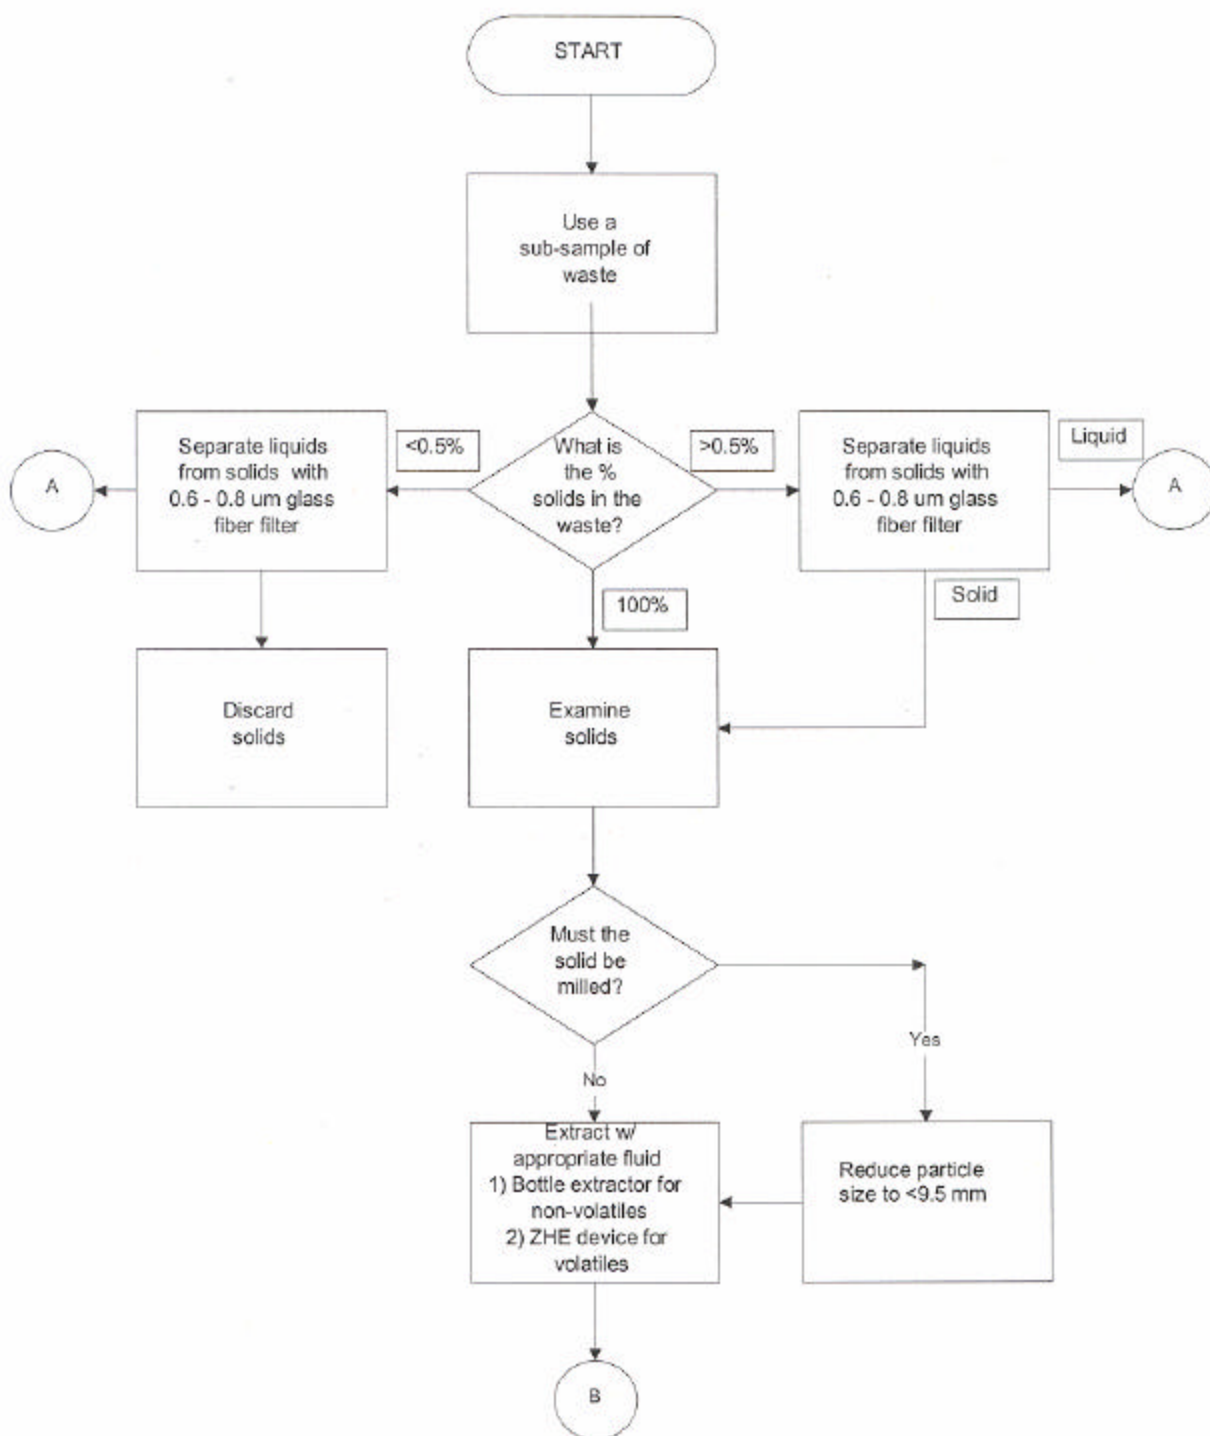 START
Use a
sub-sample of
waste
What is
the %
solids in the
waste?
<0.5%
>0.5%
100%
Separate liquids
from solids with
0.6 - 0.8 um glass
fiber filter
A
Discard
solids
Separate liquids
from solids with
0.6 - 0.8 um glass
fiber filter
Liquid
A
Solid
Examine
solids
Must the
solid be
milled?
Yes
No
Reduce particle
size to <9.5 mm
Extract w/
appropriate fluid
1) Bottle extractor for
non-volatiles
2) ZHE device for
volatiles
B